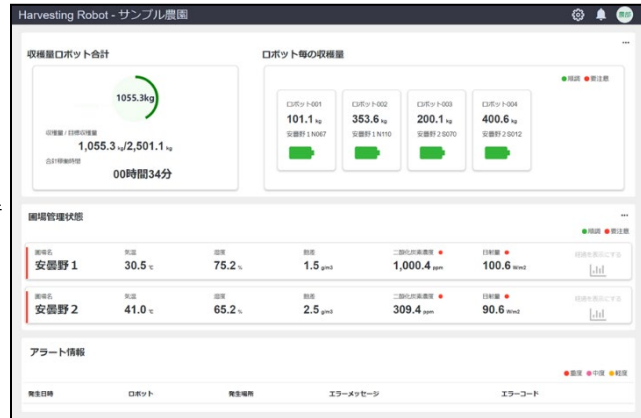 Harvesting Robot - サンプル農園
収穫量ロボット合計
1055.3kg
収穫量 / 目標収穫量
1,055.3 kg/2,501.1 kg
合計稼働時間
00時間34分
ロボット毎の収穫量
順調 要注意
ロボット-001 ロボット-002 ロボット-003 ロボット-004
101.1 kg 353.6 kg 200.1 kg 400.6 kg
安曇野1 N067 安曇野1 N110 安曇野2 S070 安曇野2 S012
圃場管理状態
順調 要注意
圃場名 気温 湿度 飽差 二酸化炭素濃度 日射量
安曇野1 30.5 ℃ 75.2 % 1.5 g/m3 1,000.4 ppm 100.6 W/m2
圃場名 気温 湿度 飽差 二酸化炭素濃度 日射量
安曇野2 41.0 ℃ 65.2 % 2.5 g/m3 309.4 ppm 90.6 W/m2
アラート情報
重度 中度 軽度
発生日時 ロボット 発生場所 エラーメッセージ エラーコード